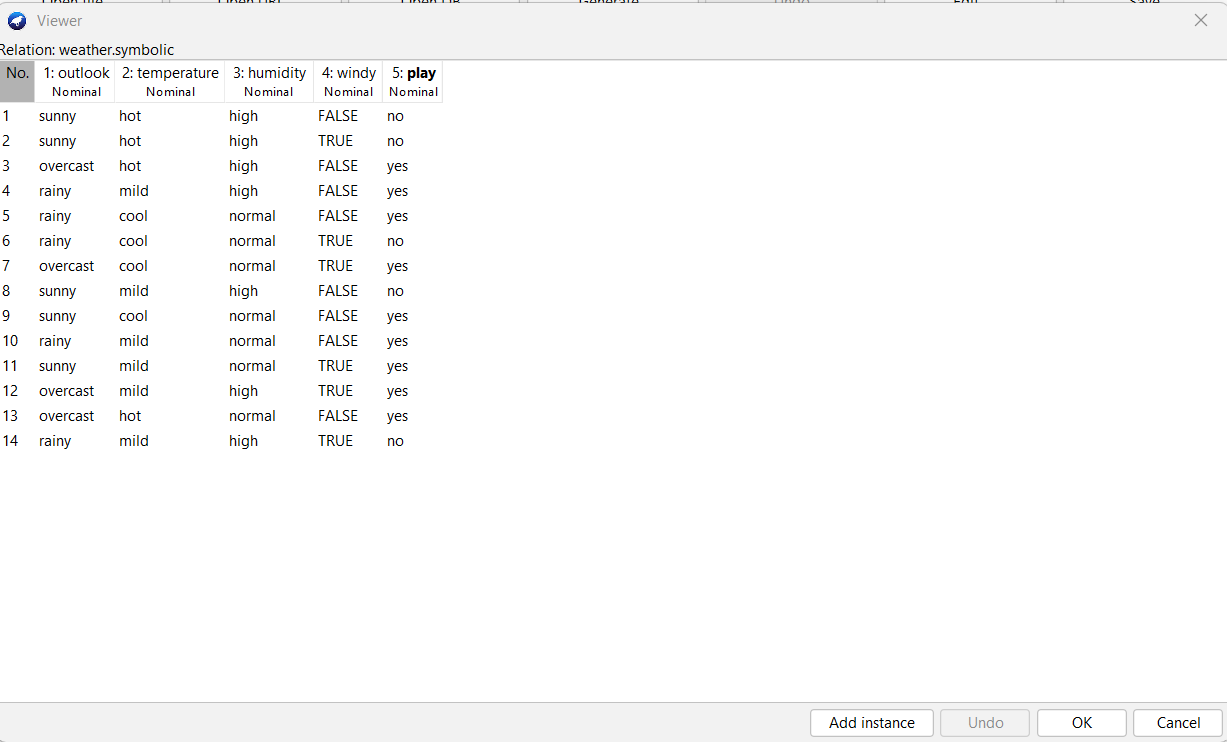 Viewer
Relation: weather.symbolic
No. 1: outlook 2: temperature 3: humidity 4: windy 5: play
Nominal Nominal Nominal Nominal Nominal
1 sunny hot high FALSE no
2 sunny hot high TRUE no
3 overcast hot high FALSE yes
4 rainy mild high FALSE yes
5 rainy cool normal FALSE yes
6 rainy cool normal TRUE no
7 overcast cool normal TRUE yes
8 sunny mild high FALSE no
9 sunny cool normal FALSE yes
10 rainy mild normal FALSE yes
11 sunny mild normal TRUE yes
12 overcast mild high TRUE yes
13 overcast hot normal FALSE yes
14 rainy mild high TRUE no
Add instance Undo OK Cancel